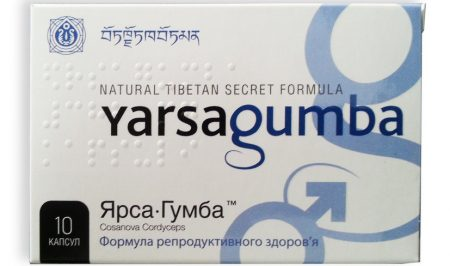 NATURAL TIBETAN SECRET FORMULA
yarsagumba
Ярса·Гумба™
Cosanova Cordyceps
Формула репродуктивного здоров'я
10
КАПСУЛ